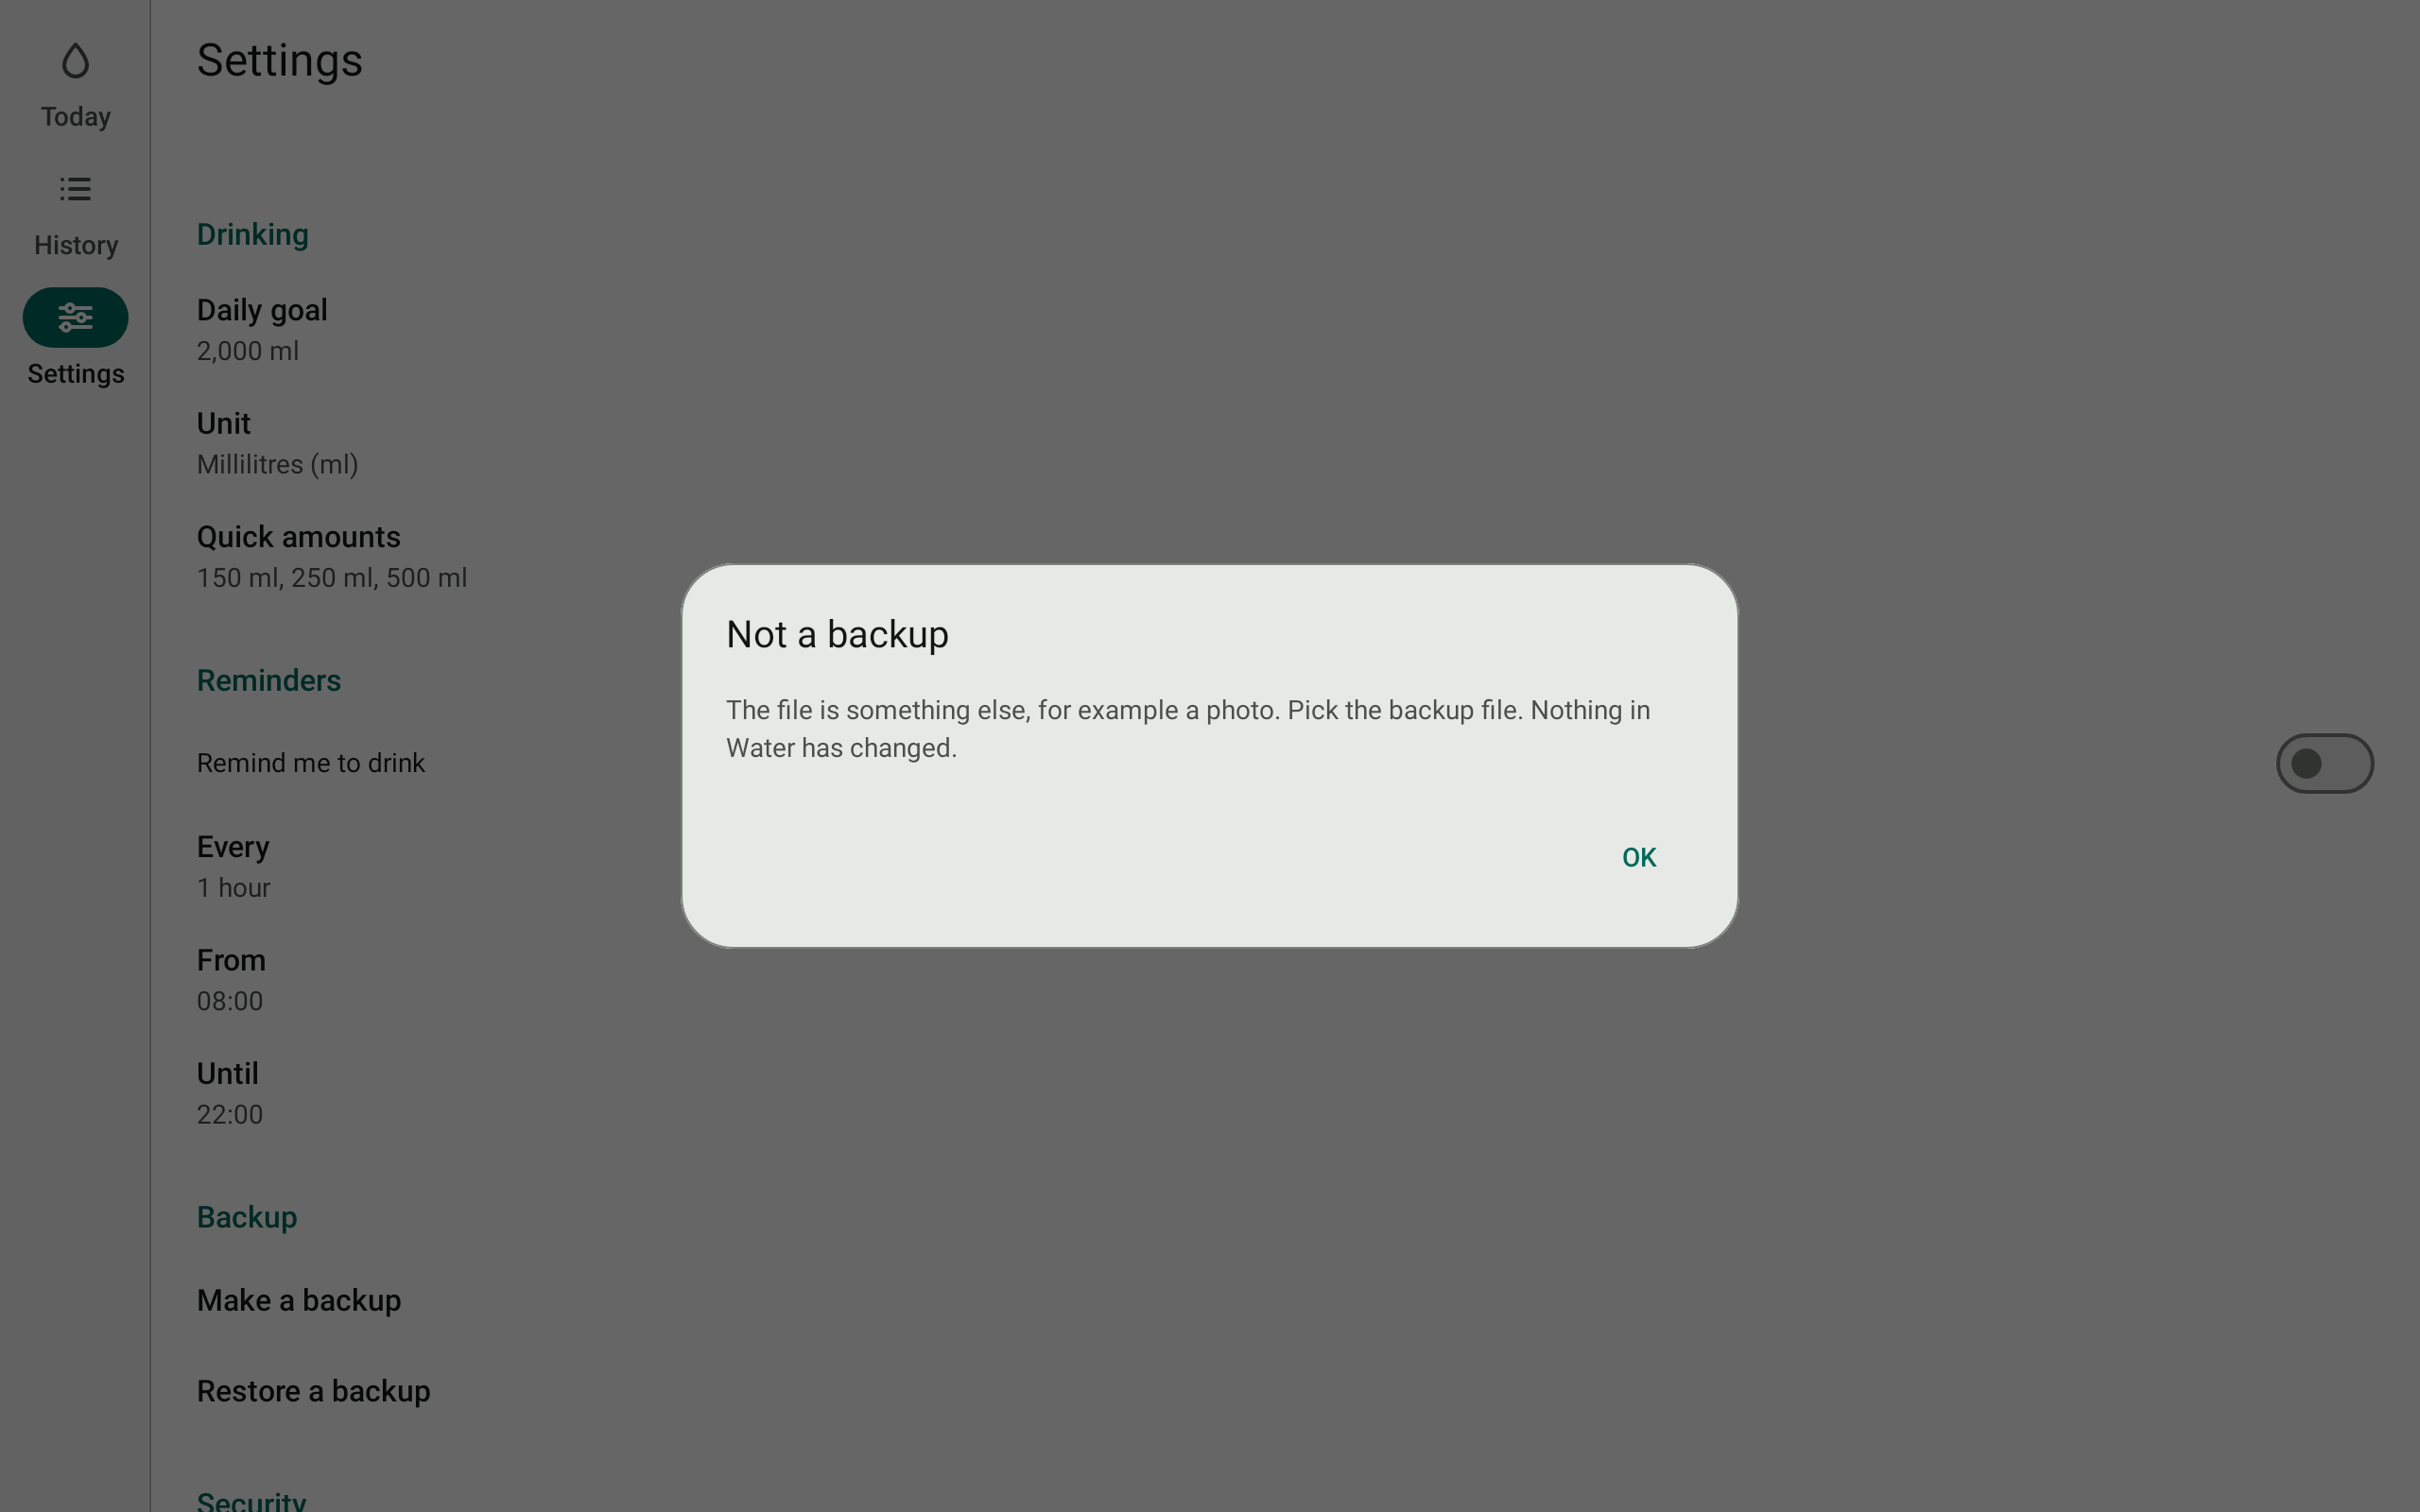 Today
History
Settings
Settings
Drinking
Daily goal
2,000 ml
Unit
Millilitres (ml)
Quick amounts
150 ml, 250 ml, 500 ml
Reminders
Remind me to drink
Every
1 hour
From
08:00
Until
22:00
Backup
Make a backup
Restore a backup
Security
Not a backup
The file is something else, for example a photo. Pick the backup file. Nothing in
Water has changed.
OK